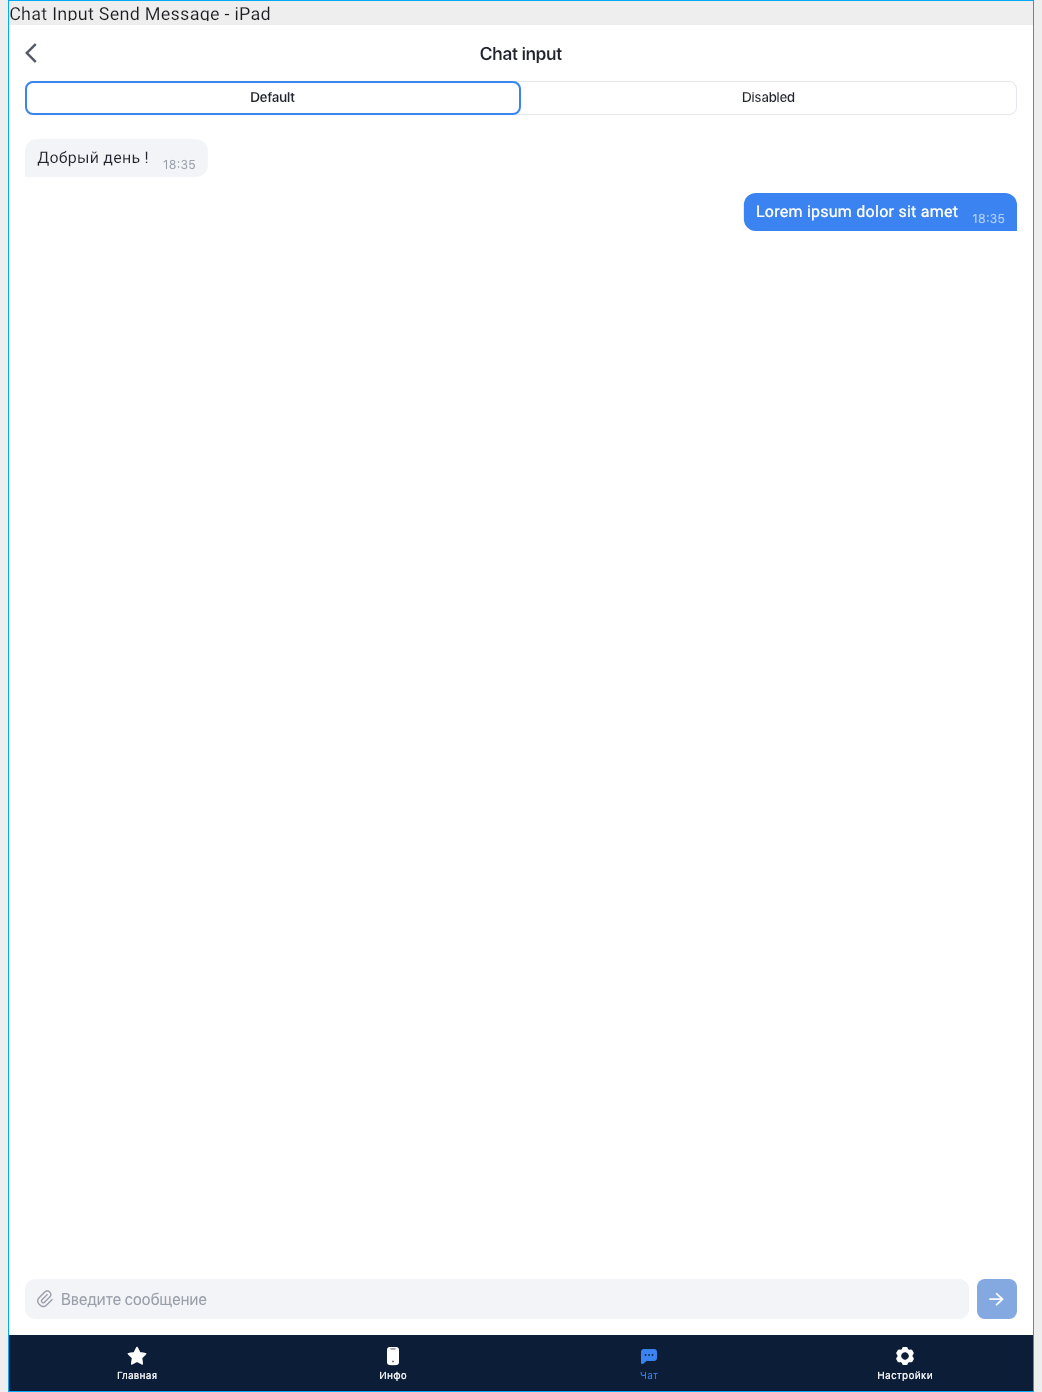 Chat Input Send Message - iPad
Chat input
Default
Disabled
Добрый день !
18:35
Lorem ipsum dolor sit amet
18:35
Введите сообщение
Главная
Инфо
Чат
Настройки